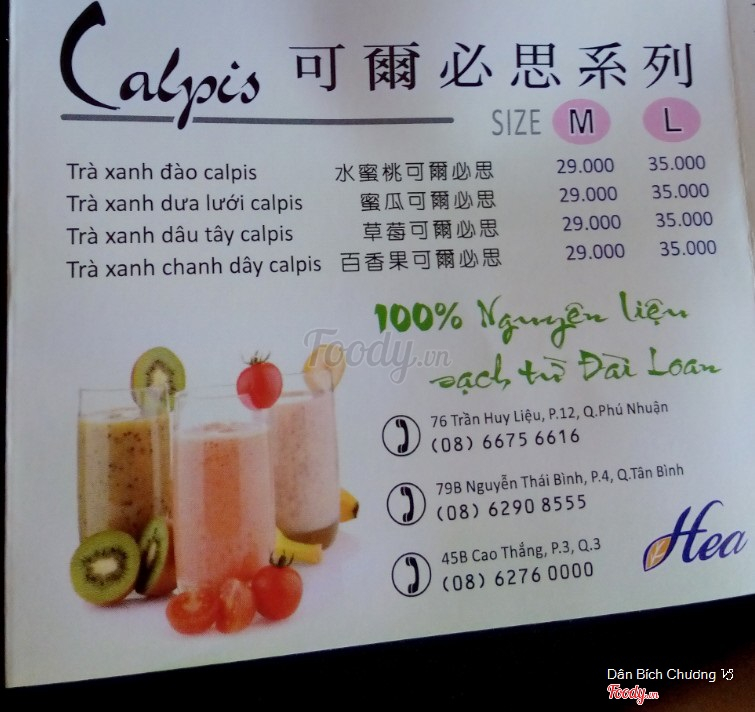 Calpis 可爾必思系列
SIZE M L
Trà xanh đào calpis 水蜜桃可爾必思 29.000 35.000
Trà xanh dưa lưới calpis 蜜瓜可爾必思 29.000 35.000
Trà xanh dâu tây calpis 草莓可爾必思 29.000 35.000
Trà xanh chanh dây calpis 百香果可爾必思 29.000 35.000
100% Nguyên liệu
sạch từ Đài Loan
Foody.vn
76 Trần Huy Liệu, P.12, Q.Phú Nhuận
(08) 6675 6616
79B Nguyễn Thái Bình, P.4, Q.Tân Bình
(08) 6290 8555
45B Cao Thắng, P.3, Q.3
(08) 6276 0000
Hea
Dân Bích Chương
Foody.vn